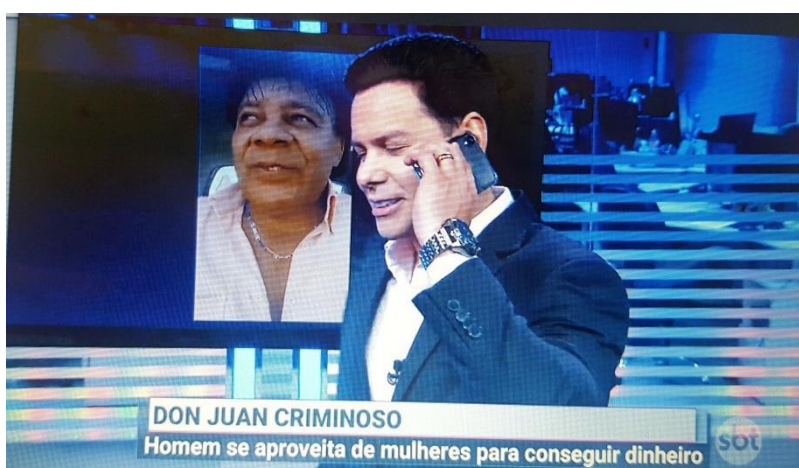 DON JUAN CRIMINOSO
Homem se aproveita de mulheres para conseguir dinheiro
sbt